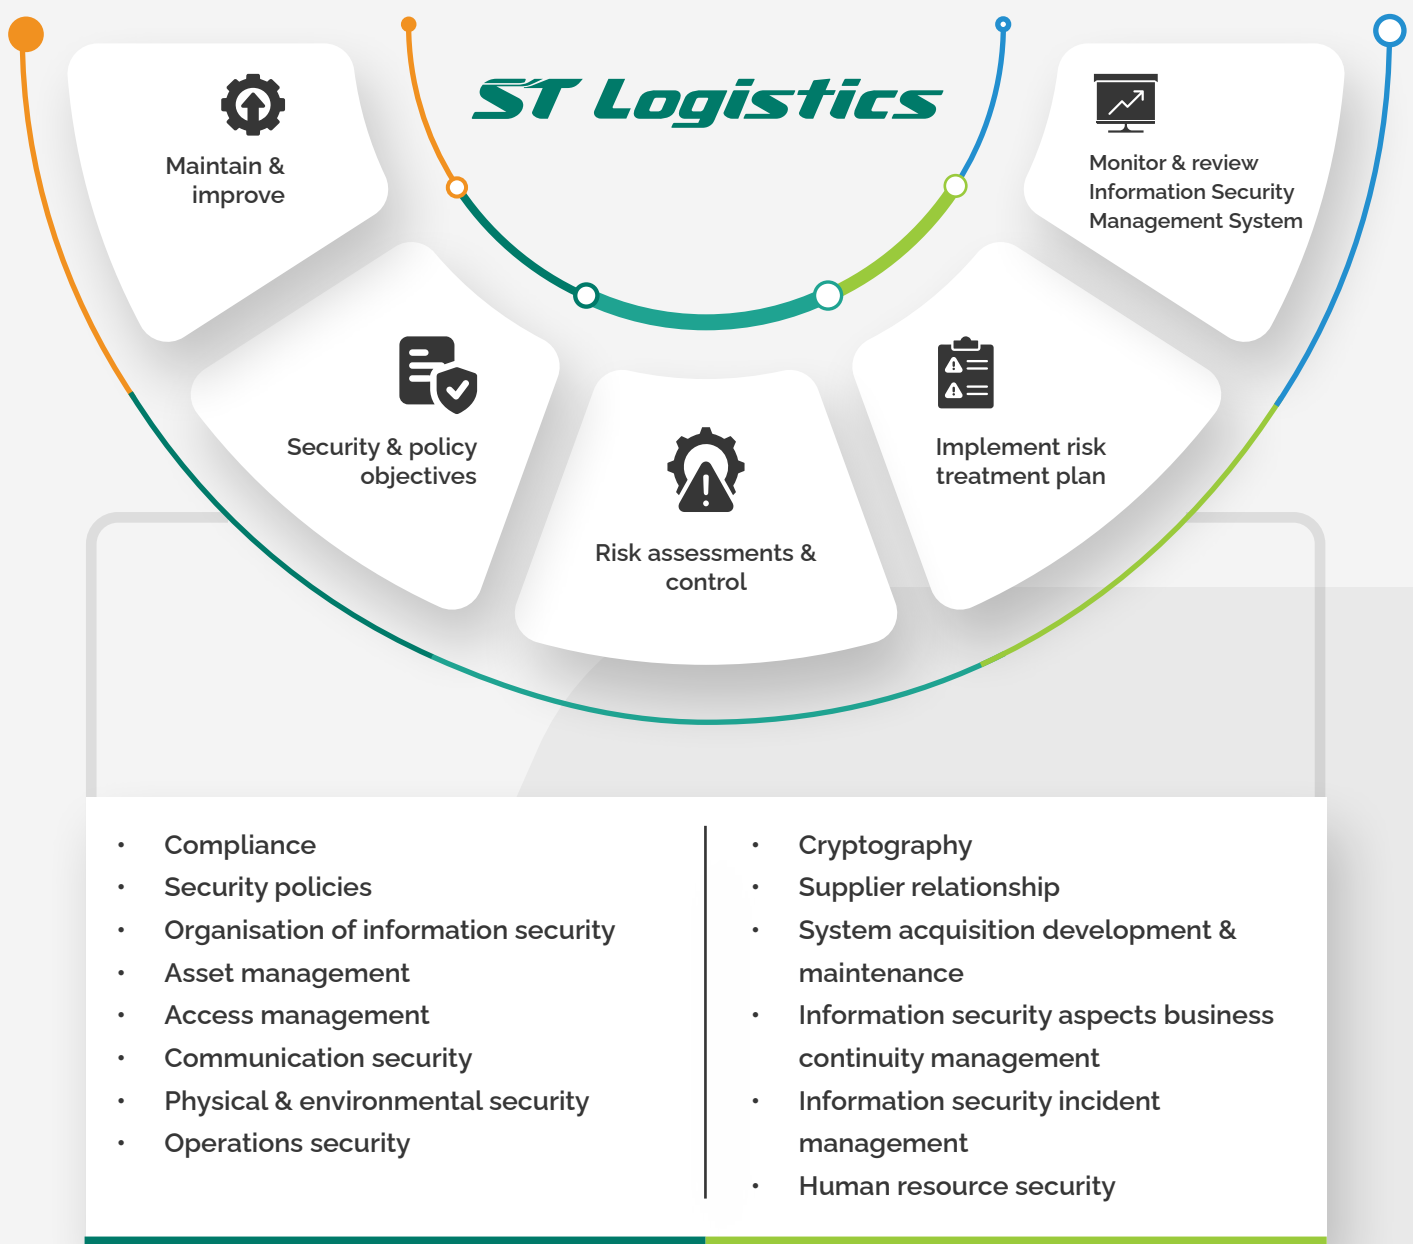 ST Logistics
Maintain &
improve
Monitor & review
Information Security
Management System
Security & policy
objectives
Implement risk
treatment plan
Risk assessments &
control
• Compliance
• Security policies
• Organisation of information security
• Asset management
• Access management
• Communication security
• Physical & environmental security
• Operations security
• Cryptography
• Supplier relationship
• System acquisition development &
maintenance
• Information security aspects business
continuity management
• Information security incident
management
• Human resource security